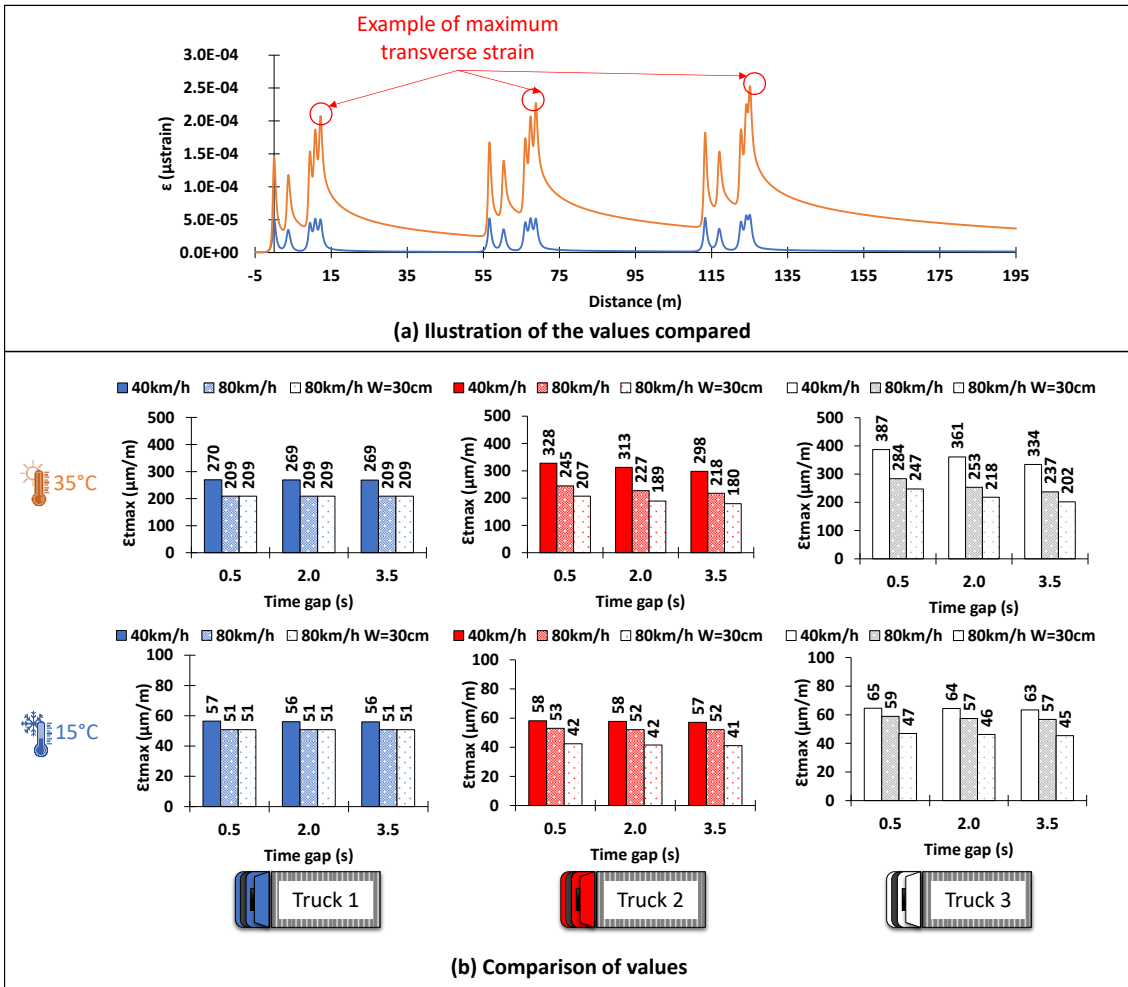 Example of maximum
transverse strain
ε (µstrain)
3.0E-04
2.5E-04
2.0E-04
1.5E-04
1.0E-04
5.0E-05
0.0E+00
-5 15 35 55 75 95 115 135 155 175 195
Distance (m)
(a) Ilustration of the values compared
35°C
40km/h 80km/h 80km/h W=30cm
εtmax (µm/m)
500
400
300
200
100
0
270 209 209 269 209 209 269 209 209
0.5 2.0 3.5
Time gap (s)
40km/h 80km/h 80km/h W=30cm
εtmax (µm/m)
500
400
300
200
100
0
328 245 207 313 227 189 298 218 180
0.5 2.0 3.5
Time gap (s)
40km/h 80km/h 80km/h W=30cm
εtmax (µm/m)
500
400
300
200
100
0
387 284 247 361 253 218 334 237 202
0.5 2.0 3.5
Time gap (s)
15°C
40km/h 80km/h 80km/h W=30cm
εtmax (µm/m)
100
80
60
40
20
0
57 51 51 56 51 51 56 51 51
0.5 2.0 3.5
Time gap (s)
40km/h 80km/h 80km/h W=30cm
εtmax (µm/m)
100
80
60
40
20
0
58 53 42 58 52 42 57 52 41
0.5 2.0 3.5
Time gap (s)
40km/h 80km/h 80km/h W=30cm
εtmax (µm/m)
100
80
60
40
20
0
65 59 47 64 57 46 63 57 45
0.5 2.0 3.5
Time gap (s)
Truck 1
Truck 2
Truck 3
(b) Comparison of values